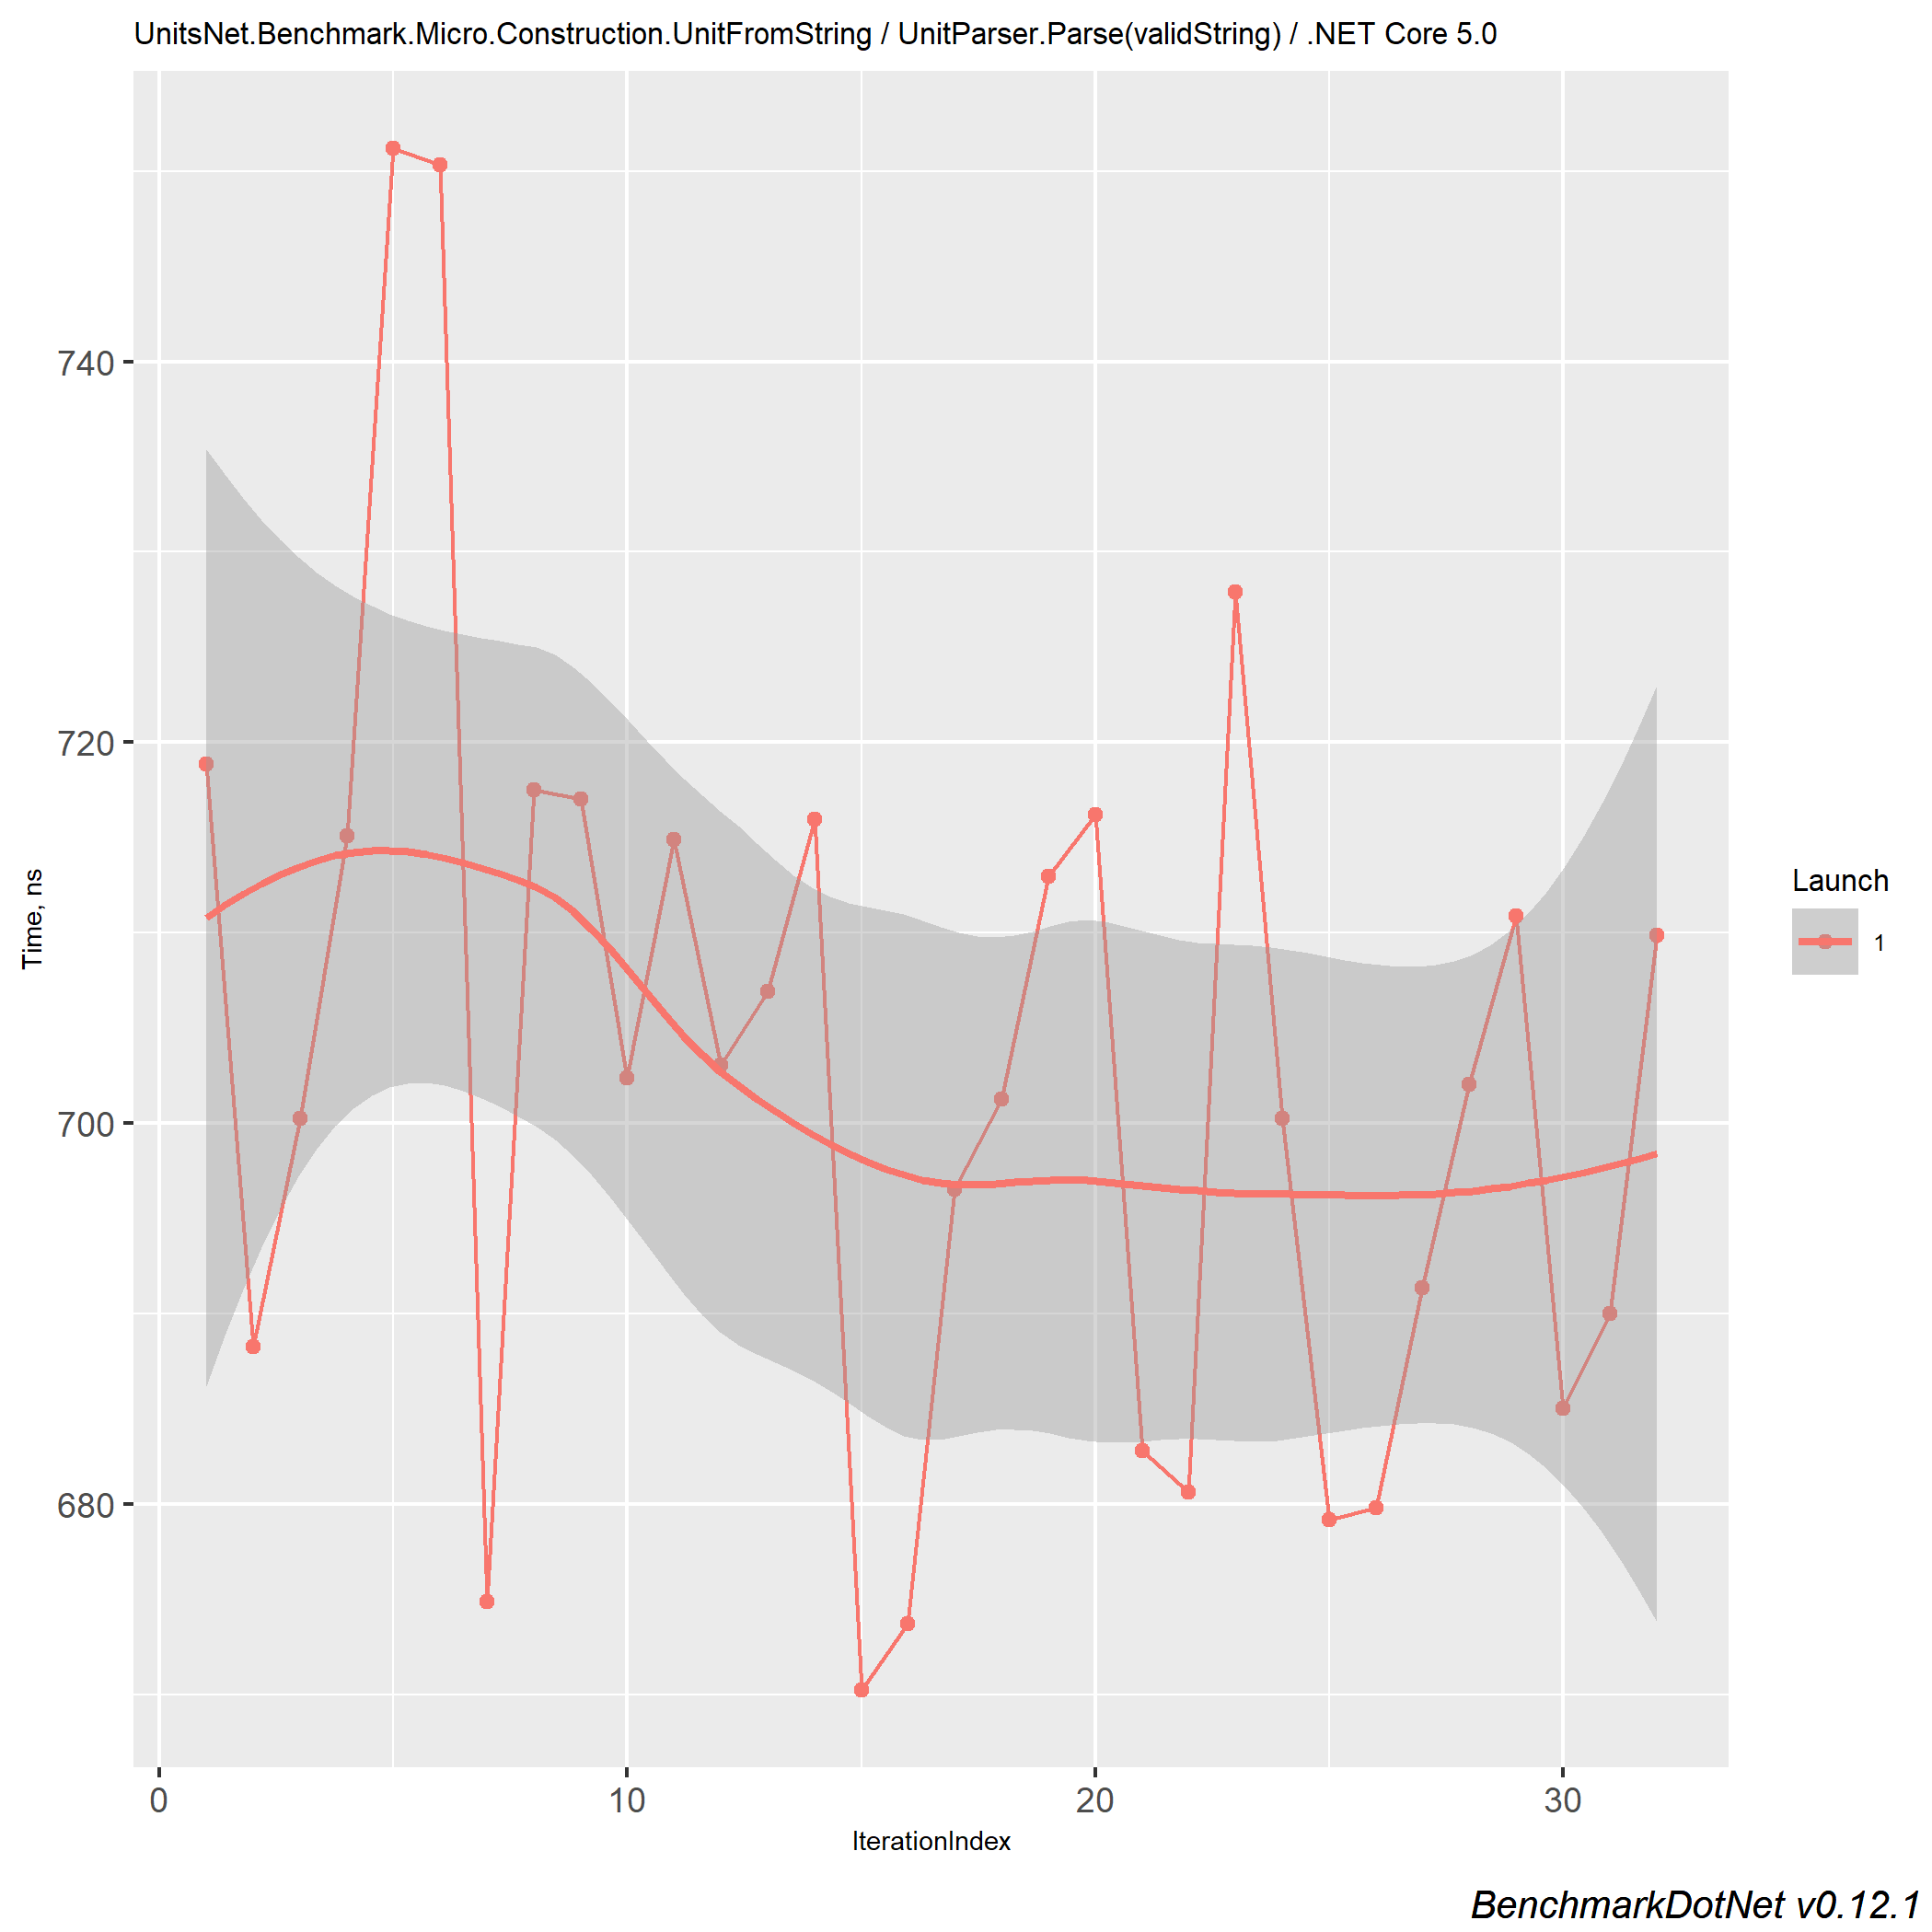 UnitsNet.Benchmark.Micro.Construction.UnitFromString / UnitParser.Parse(validString) / .NET Core 5.0
740
720
700
680
Time, ns
Launch
1
0 10 20 30
IterationIndex
BenchmarkDotNet v0.12.1